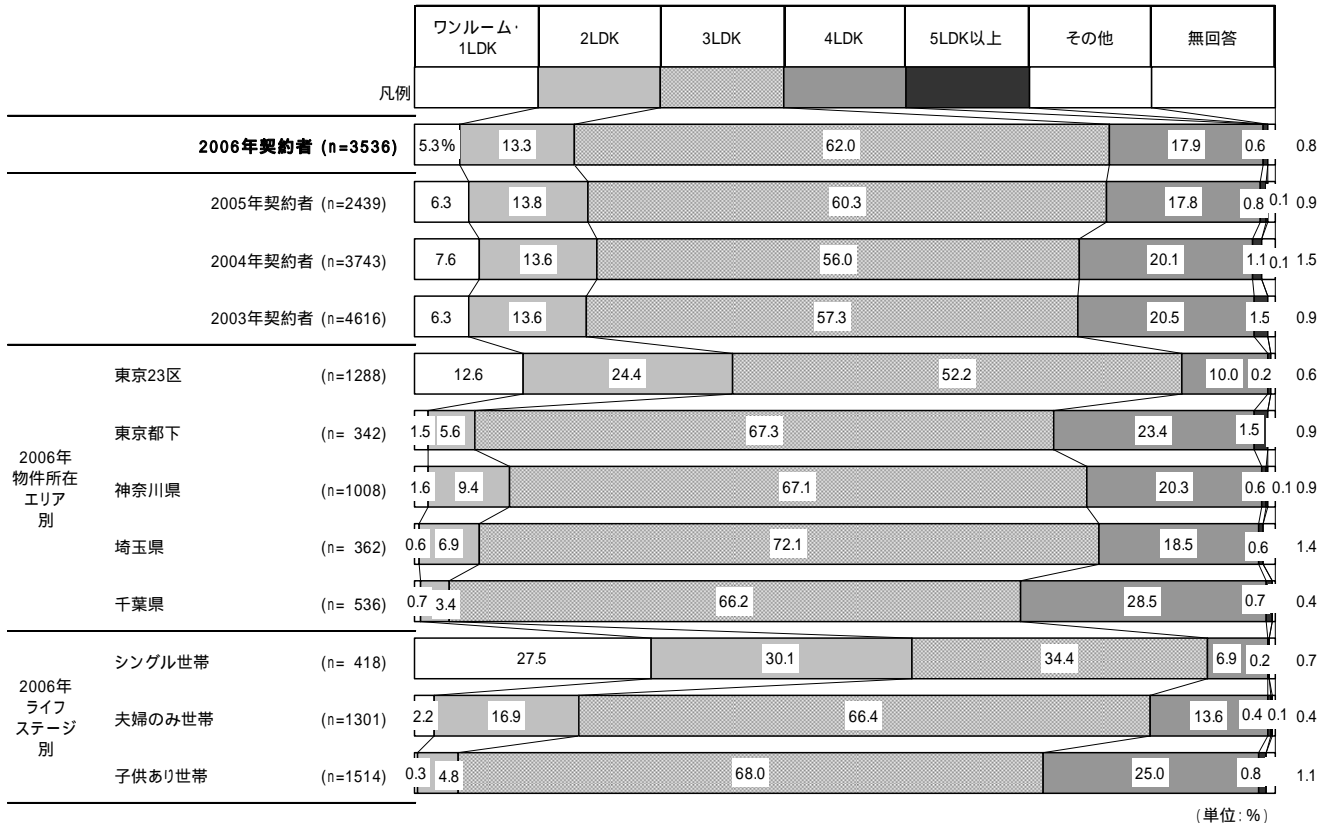 ワンルーム・
1LDK
2LDK
3LDK
4LDK
5LDK以上
その他
無回答
凡例
2006年契約者 (n=3536) 5.3% 13.3 62.0 17.9 0.6 0.8
2005年契約者 (n=2439) 6.3 13.8 60.3 17.8 0.8 0.1 0.9
2004年契約者 (n=3743) 7.6 13.6 56.0 20.1 1.1 0.1 1.5
2003年契約者 (n=4616) 6.3 13.6 57.3 20.5 1.5 0.9
2006年
物件所在
エリア
別
東京23区 (n=1288) 12.6 24.4 52.2 10.0 0.2 0.6
東京都下 (n= 342) 1.5 5.6 67.3 23.4 1.5 0.9
神奈川県 (n=1008) 1.6 9.4 67.1 20.3 0.6 0.1 0.9
埼玉県 (n= 362) 0.6 6.9 72.1 18.5 0.6 1.4
千葉県 (n= 536) 0.7 3.4 66.2 28.5 0.7 0.4
2006年
ライフ
ステージ
別
シングル世帯 (n= 418) 27.5 30.1 34.4 6.9 0.2 0.7
夫婦のみ世帯 (n=1301) 2.2 16.9 66.4 13.6 0.4 0.1 0.4
子供あり世帯 (n=1514) 0.3 4.8 68.0 25.0 0.8 1.1
(単位:%)